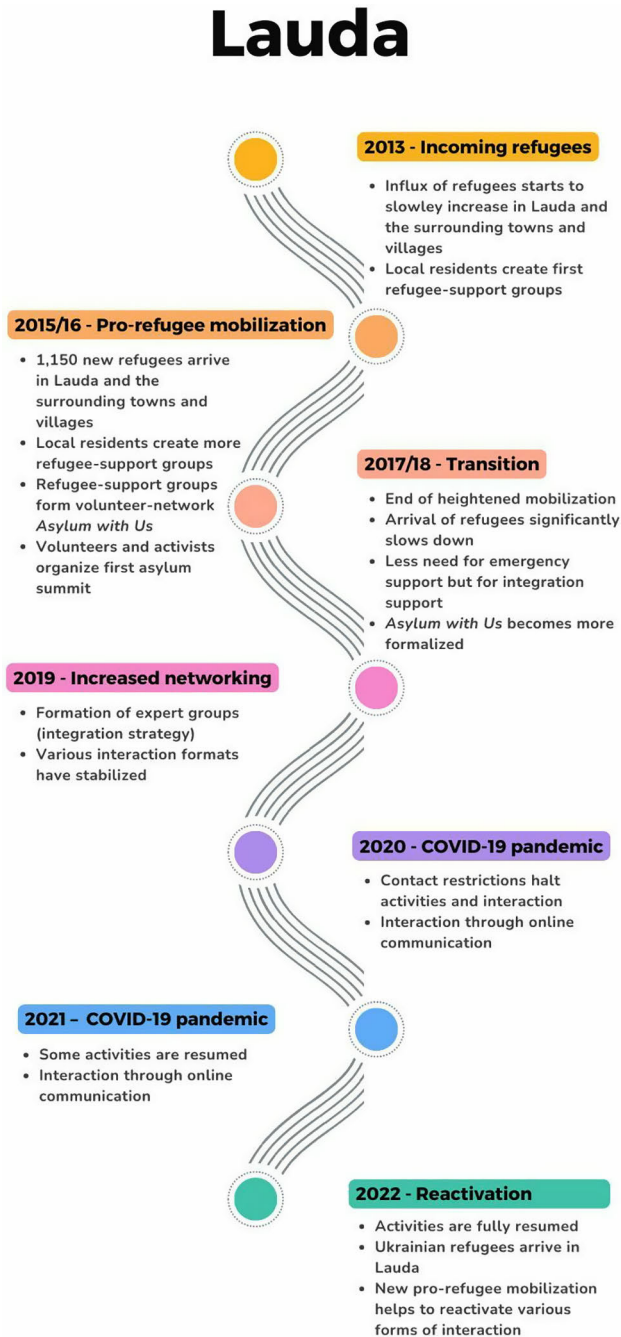 Lauda
2013 - Incoming refugees
• Influx of refugees starts to
slowley increase in Lauda and
the surrounding towns and
villages
• Local residents create first
refugee-support groups
2015/16 - Pro-refugee mobilization
• 1,150 new refugees arrive
in Lauda and the
surrounding towns and
villages
• Local residents create more
refugee-support groups
• Refugee-support groups
form volunteer-network
Asylum with Us
• Volunteers and activists
organize first asylum
summit
2017/18 - Transition
• End of heightened mobilization
• Arrival of refugees significantly
slows down
• Less need for emergency
support but for integration
support
• Asylum with Us becomes more
formalized
2019 - Increased networking
• Formation of expert groups
(integration strategy)
• Various interaction formats
have stabilized
2020 - COVID-19 pandemic
• Contact restrictions halt
activities and interaction
• Interaction through online
communication
2021 – COVID-19 pandemic
• Some activities are resumed
• Interaction through online
communication
2022 - Reactivation
• Activities are fully resumed
• Ukrainian refugees arrive in
Lauda
• New pro-refugee mobilization
helps to reactivate various
forms of interaction